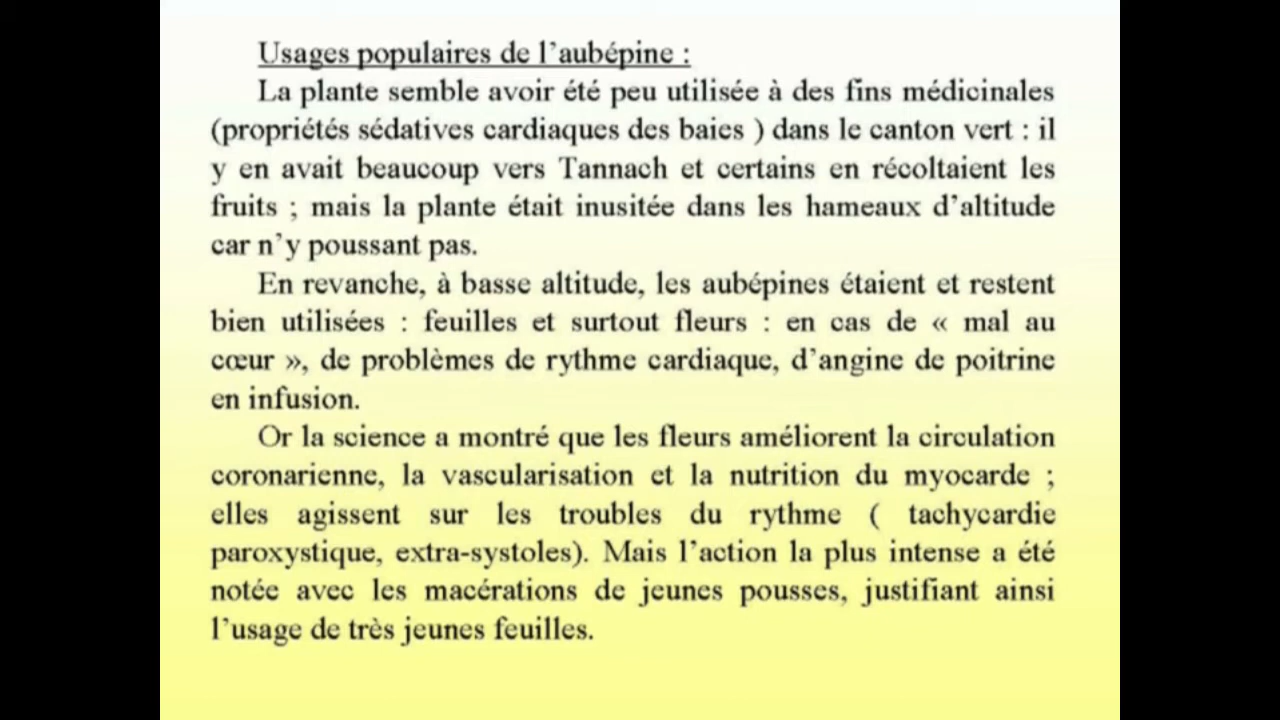 Usages populaires de l’aubépine :
La plante semble avoir été peu utilisée à des fins médicinales
(propriétés sédatives cardiaques des baies ) dans le canton vert : il
y en avait beaucoup vers Tannach et certains en récoltaient les
fruits ; mais la plante était inusitée dans les hameaux d’altitude
car n’y poussant pas.
En revanche, à basse altitude, les aubépines étaient et restent
bien utilisées : feuilles et surtout fleurs : en cas de « mal au
cœur », de problèmes de rythme cardiaque, d’angine de poitrine
en infusion.
Or la science a montré que les fleurs améliorent la circulation
coronarienne, la vascularisation et la nutrition du myocarde ;
elles agissent sur les troubles du rythme ( tachycardie
paroxystique, extra-systoles). Mais l’action la plus intense a été
notée avec les macérations de jeunes pousses, justifiant ainsi
l’usage de très jeunes feuilles.